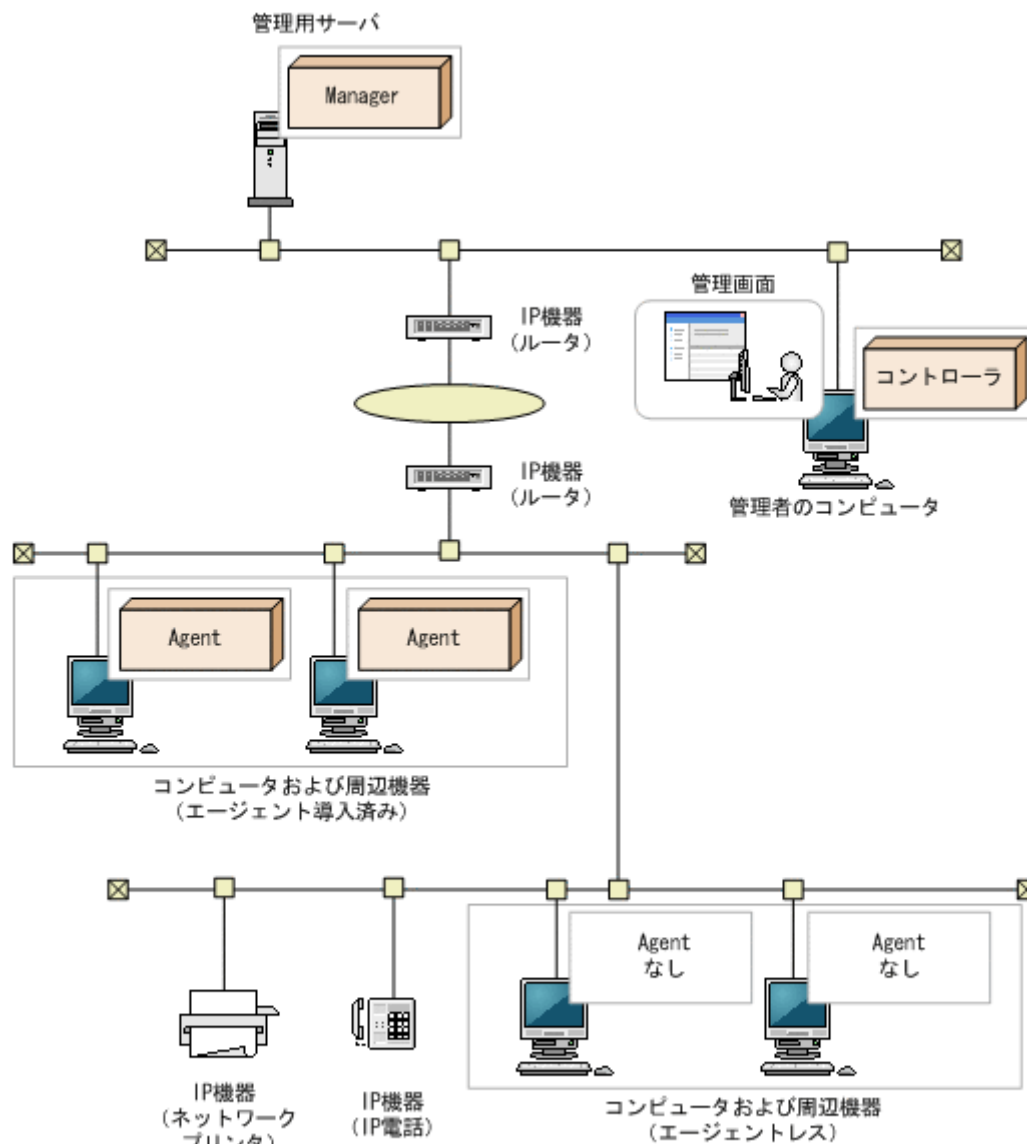 管理用サーバ
Manager
管理画面
IP機器
(ルータ)
コントローラ
IP機器
(ルータ)
管理者のコンピュータ
Agent
Agent
コンピュータおよび周辺機器
(エージェント導入済み)
Agent
なし
Agent
なし
IP機器
(ネットワーク
プリンタ)
IP機器
(IP電話)
コンピュータおよび周辺機器
(エージェントレス)